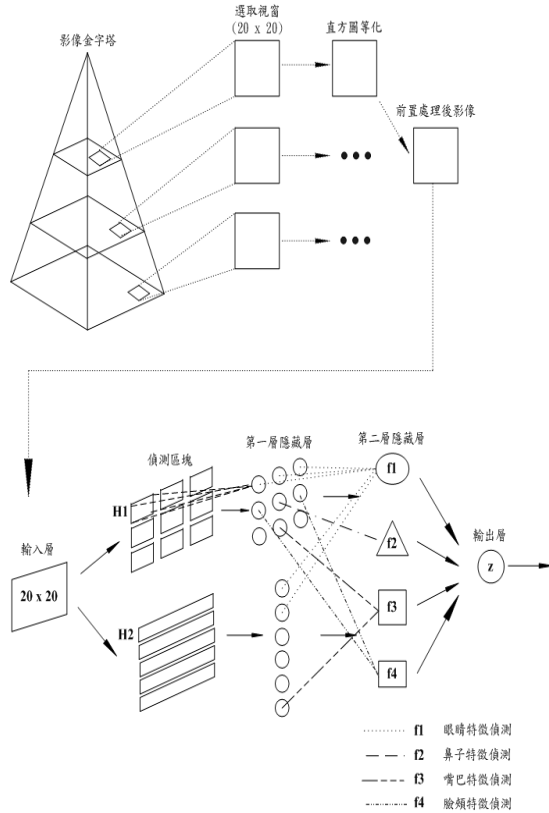 影像金字塔
選取視窗
(20 x 20)
直方圖等化
前置處理後影像
偵測區塊
第一層隱藏層
第二層隱藏層
H1
f1
輸入層
f2
輸出層
20 x 20
z
H2
f3
f4
f1 眼睛特徵偵測
f2 鼻子特徵偵測
f3 嘴巴特徵偵測
f4 臉頰特徵偵測